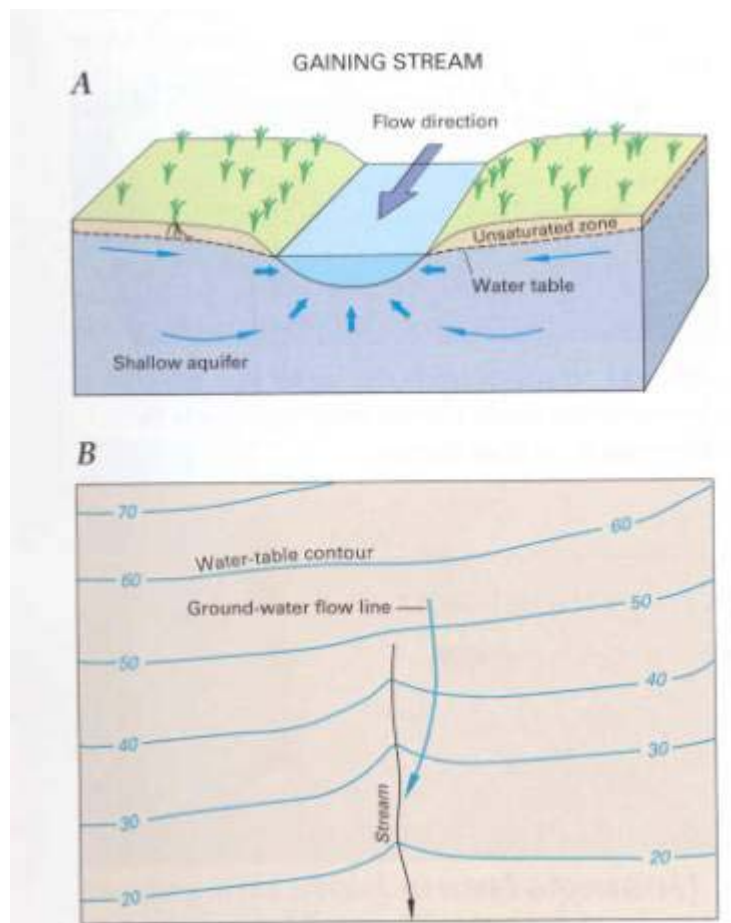 GAINING STREAM
A
Flow direction
Unsaturated zone
Water table
Shallow aquifer
B
70
60
Water-table contour
60
Ground-water flow line
50
50
40
40
30
Stream
30
20
20